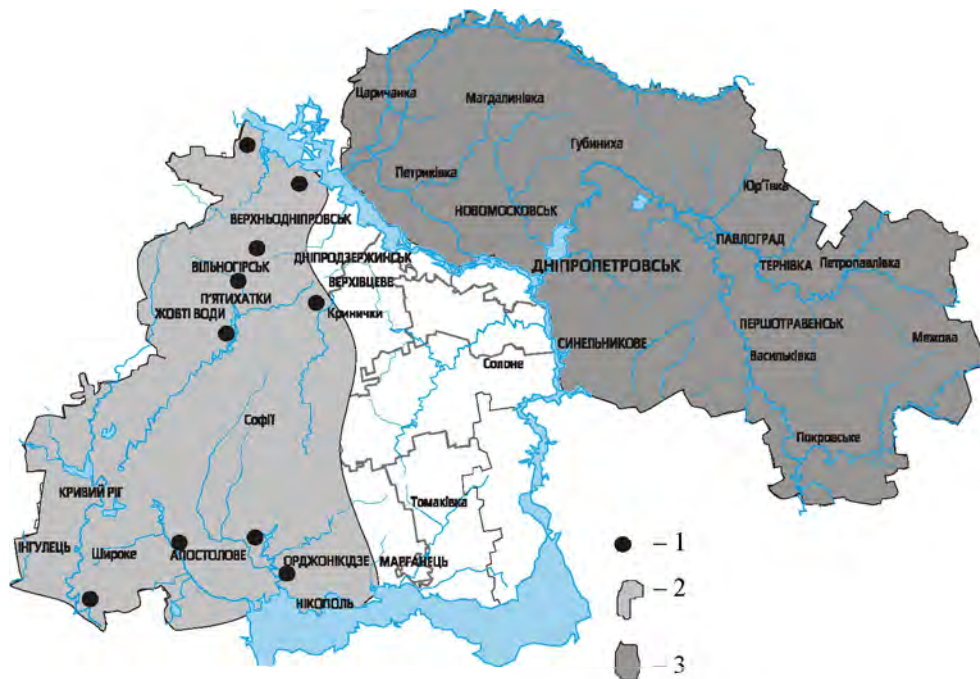 Царичанка
Магдалинівка
Губиниха
Петриківка
Юр'ївка
НОВОМОСКОВСЬК
ВЕРХНЬОДНІПРОВСЬК
ПАВЛОГРАД
ДНІПРОДЗЕРЖИНСЬК
ВІЛЬНОГІРСЬК
ДНІПРОПЕТРОВСЬК
ТЕРНІВКА
Петропавлівка
ВЕРХІВЦЕВЕ
П'ЯТИХАТКИ
ЖОВТІ ВОДИ
Кринички
ПЕРШОТРАВЕНСЬК
Межова
СИНЕЛЬНИКОВЕ
Васильківка
Солоне
Софії
Покровське
КРИВИЙ РІГ
Томаківка
ІНГУЛЕЦЬ
Широке
АПОСТОЛОВЕ
ОРДЖОНІКІДЗЕ
МАРГАНЕЦЬ
НІКОПОЛЬ
– 1
– 2
– 3